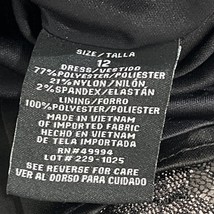 SIZE/TALLA
12
DRESS/VESTIDO
77%POLYESTER/POLIESTER
21%NYLON/NILÓN
2%SPANDEX/ELASTÁN
LINING/FORRO
100%POLYESTER/POLIESTER
MADE IN VIETNAM
OF IMPORTED FABRIC
HECHO EN VIETNAM
DE TELA IMPORTADA
RN#49994
LOT # 229-1025
SEE REVERSE FOR CARE
VER AL DORSO PARA CUIDADO